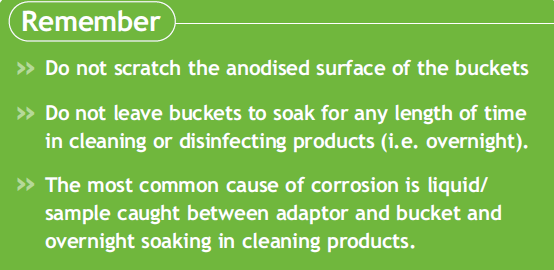 Remember
» Do not scratch the anodised surface of the buckets
» Do not leave buckets to soak for any length of time
in cleaning or disinfecting products (i.e. overnight).
» The most common cause of corrosion is liquid/
sample caught between adaptor and bucket and
overnight soaking in cleaning products.